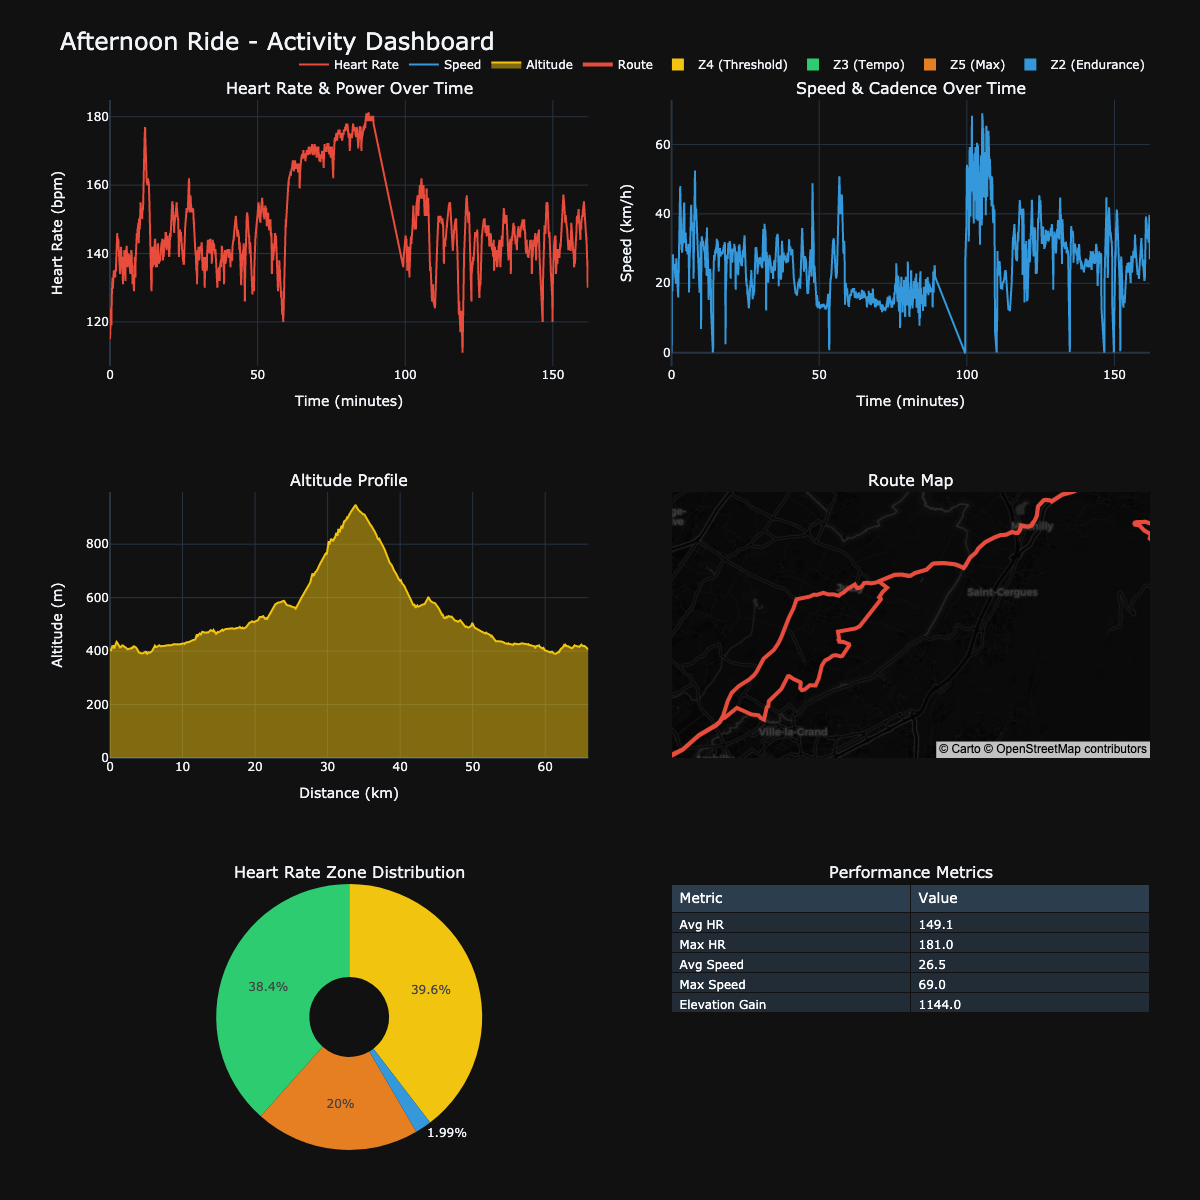 Afternoon Ride - Activity Dashboard
Heart Rate Speed Altitude Route Z4 (Threshold) Z3 (Tempo) Z5 (Max) Z2 (Endurance)
Heart Rate & Power Over Time
Heart Rate (bpm)
180
160
140
120
0 50 100 150
Time (minutes)
Speed & Cadence Over Time
Speed (km/h)
60
40
20
0
0 50 100 150
Time (minutes)
Altitude Profile
Altitude (m)
800
600
400
200
0
0 10 20 30 40 50 60
Distance (km)
Route Map
Saint-Cergues
Ville-la-Grand
© Carto © OpenStreetMap contributors
Heart Rate Zone Distribution
38.4%
39.6%
20%
1.99%
Performance Metrics
Metric Value
Avg HR 149.1
Max HR 181.0
Avg Speed 26.5
Max Speed 69.0
Elevation Gain 1144.0